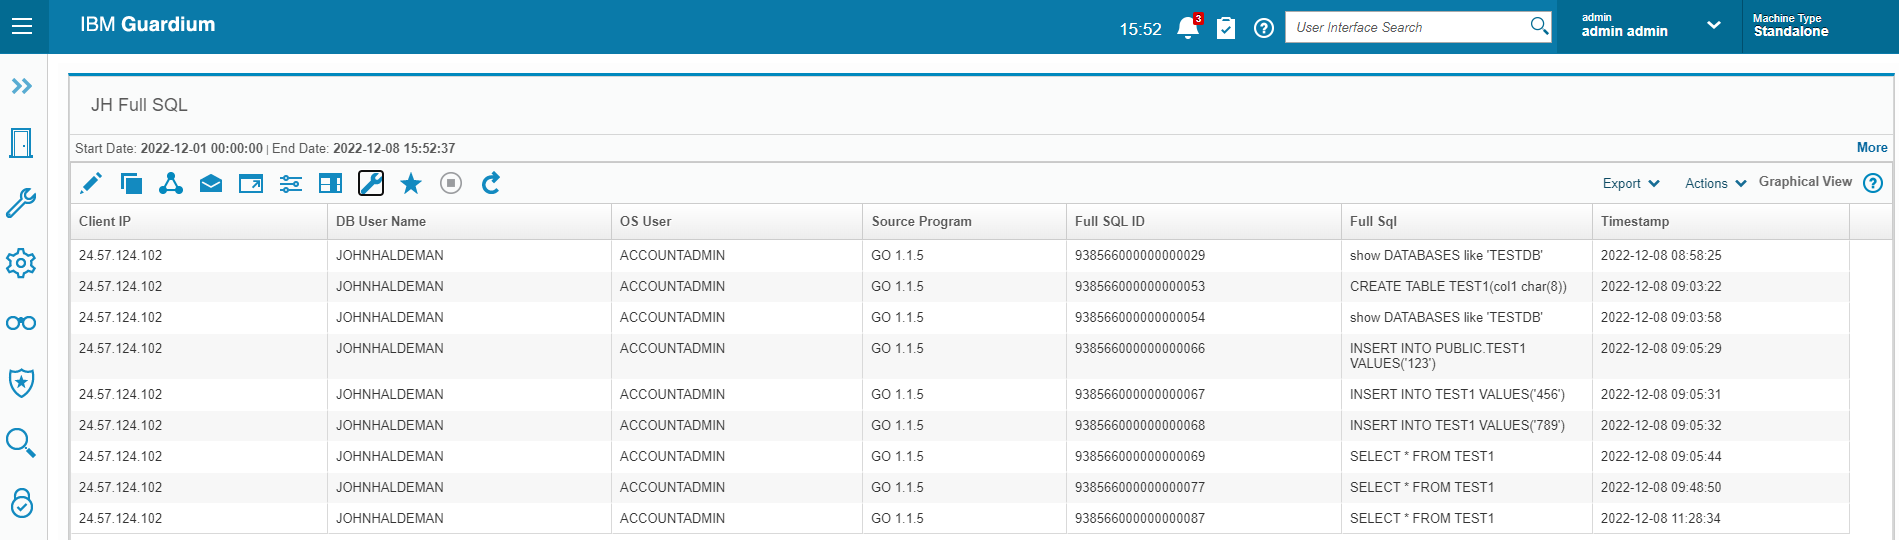 IBM Guardium
15:52
3
User Interface Search
admin
admin admin
Machine Type
Standalone
JH Full SQL
Start Date: 2022-12-01 00:00:00 | End Date: 2022-12-08 15:52:37
More
Export
Actions
Graphical View
Client IP DB User Name OS User Source Program Full SQL ID Full Sql Timestamp
24.57.124.102 JOHNHALDEMAN ACCOUNTADMIN GO 1.1.5 938566000000000029 show DATABASES like 'TESTDB' 2022-12-08 08:58:25
24.57.124.102 JOHNHALDEMAN ACCOUNTADMIN GO 1.1.5 938566000000000053 CREATE TABLE TEST1(col1 char(8)) 2022-12-08 09:03:22
24.57.124.102 JOHNHALDEMAN ACCOUNTADMIN GO 1.1.5 938566000000000054 show DATABASES like 'TESTDB' 2022-12-08 09:03:58
24.57.124.102 JOHNHALDEMAN ACCOUNTADMIN GO 1.1.5 938566000000000066 INSERT INTO PUBLIC.TEST1 2022-12-08 09:05:29
VALUES('123')
24.57.124.102 JOHNHALDEMAN ACCOUNTADMIN GO 1.1.5 938566000000000067 INSERT INTO TEST1 VALUES('456') 2022-12-08 09:05:31
24.57.124.102 JOHNHALDEMAN ACCOUNTADMIN GO 1.1.5 938566000000000068 INSERT INTO TEST1 VALUES('789') 2022-12-08 09:05:32
24.57.124.102 JOHNHALDEMAN ACCOUNTADMIN GO 1.1.5 938566000000000069 SELECT * FROM TEST1 2022-12-08 09:05:44
24.57.124.102 JOHNHALDEMAN ACCOUNTADMIN GO 1.1.5 938566000000000077 SELECT * FROM TEST1 2022-12-08 09:48:50
24.57.124.102 JOHNHALDEMAN ACCOUNTADMIN GO 1.1.5 938566000000000087 SELECT * FROM TEST1 2022-12-08 11:28:34